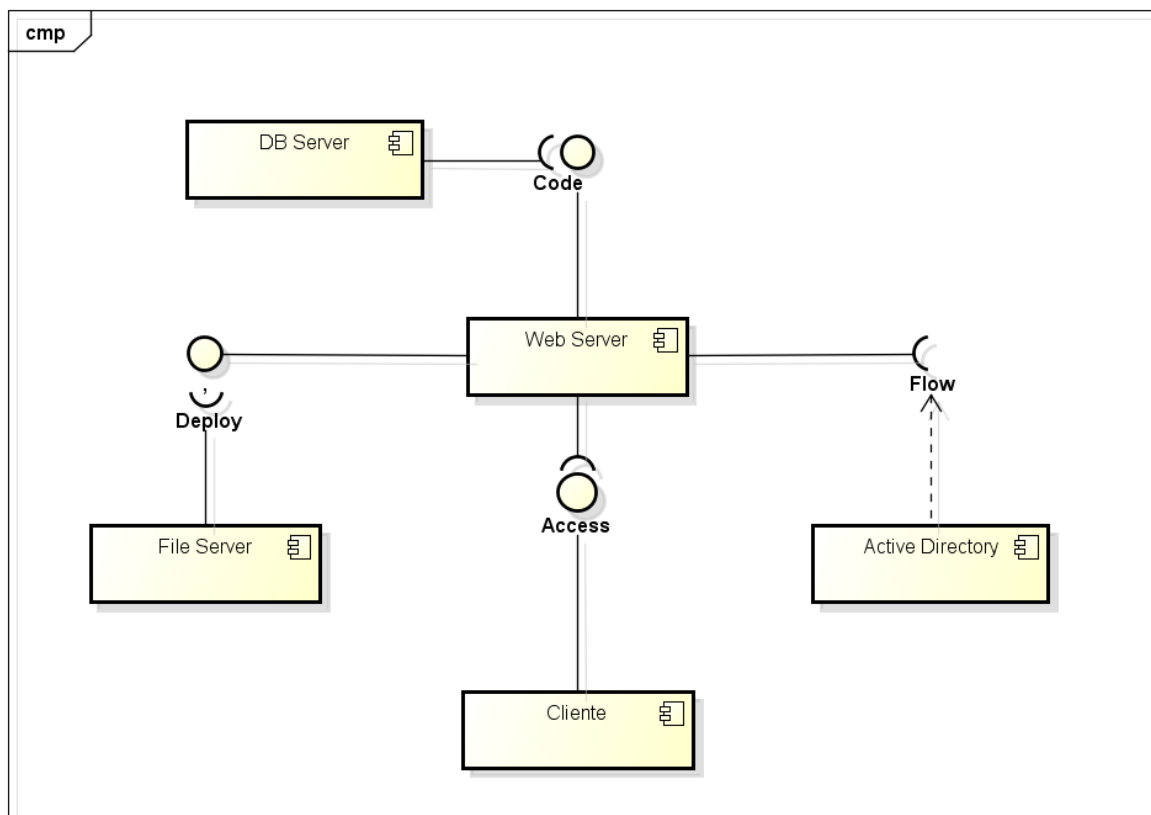 cmp
DB Server
Code
Web Server
,
Deploy
Flow
Access
File Server
Active Directory
Cliente